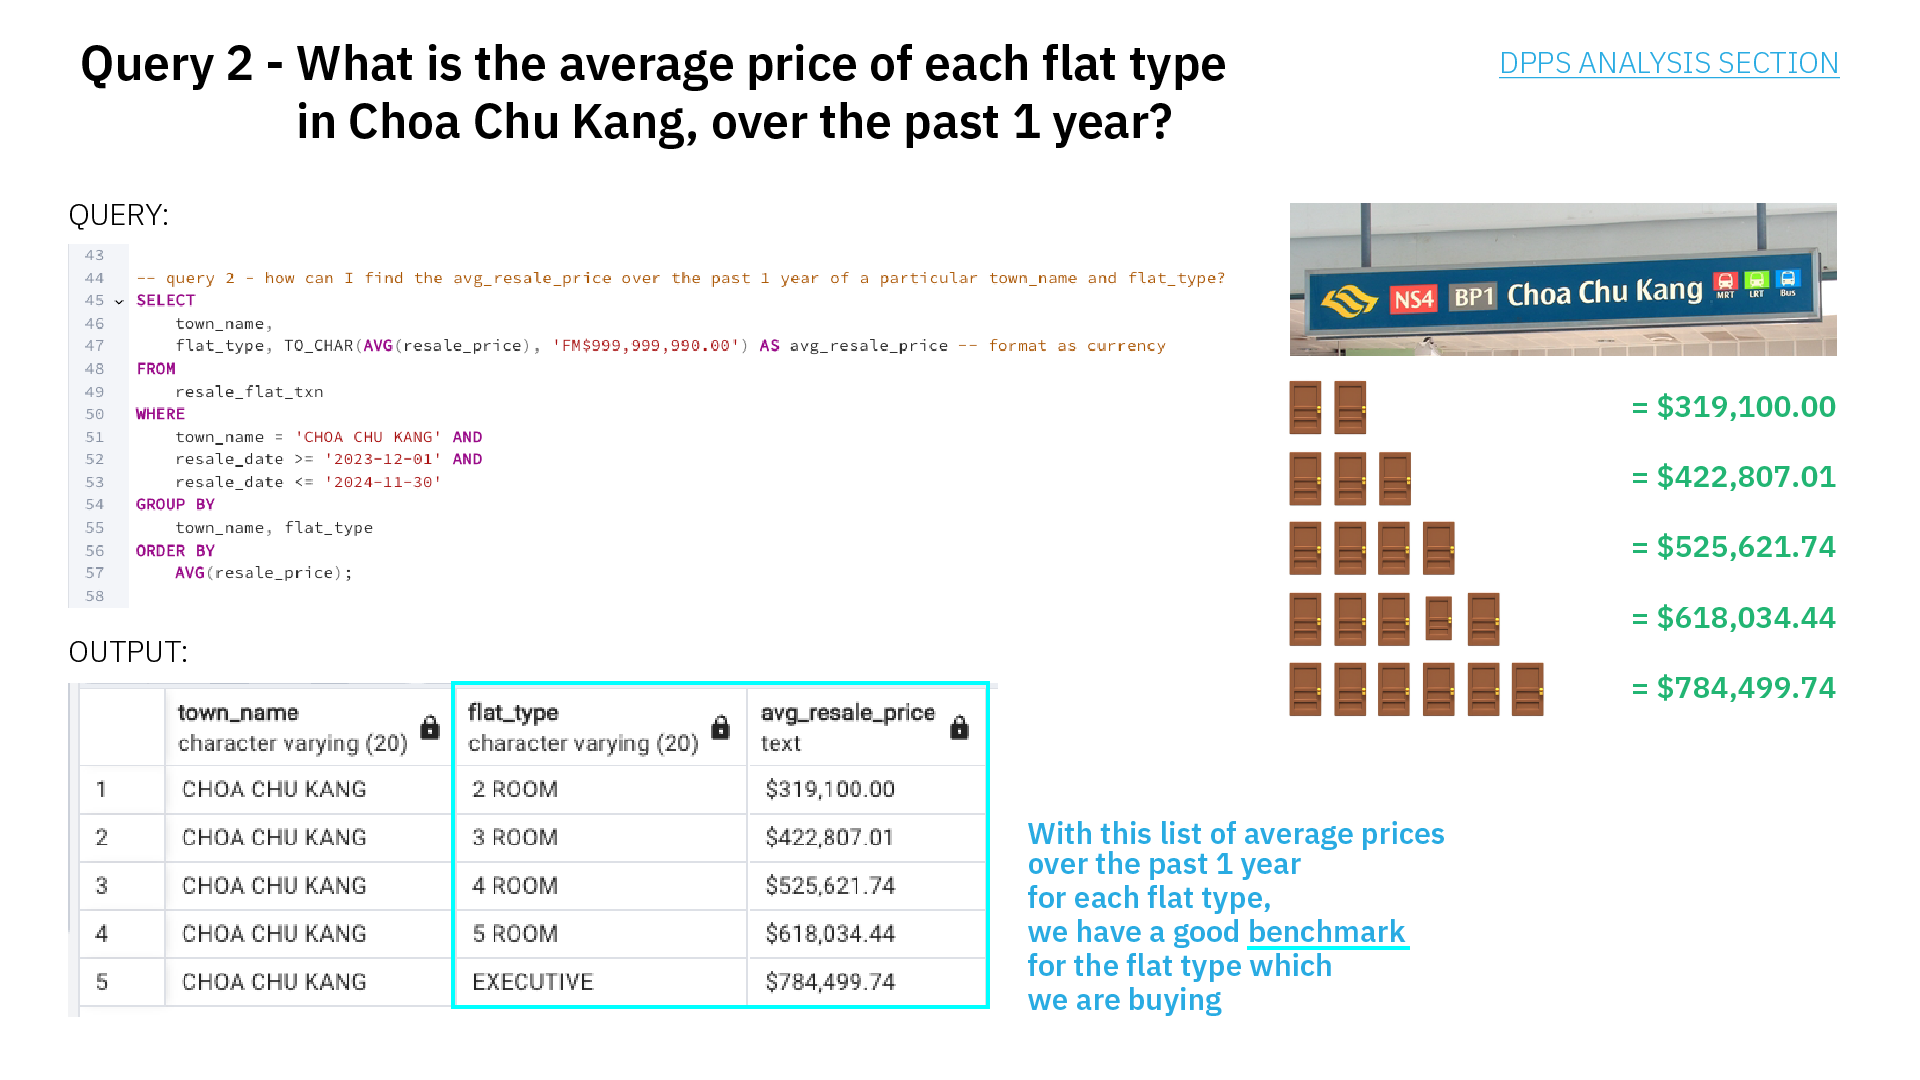 Query 2 - What is the average price of each flat type
in Choa Chu Kang, over the past 1 year?
DPPS ANALYSIS SECTION
QUERY:
43
44 -- query 2 - how can I find the avg_resale_price over the past 1 year of a particular town_name and flat_type?
45 SELECT
46 town_name,
47 flat_type, TO_CHAR(AVG(resale_price), 'FM$999,999,990.00') AS avg_resale_price -- format as currency
48 FROM
49 resale_flat_txn
50 WHERE
51 town_name = 'CHOA CHU KANG' AND
52 resale_date >= '2023-12-01' AND
53 resale_date <= '2024-11-30'
54 GROUP BY
55 town_name, flat_type
56 ORDER BY
57 AVG(resale_price);
58
NS4 BP1 Choa Chu Kang MRT LRT Bus
= $319,100.00
= $422,807.01
= $525,621.74
= $618,034.44
= $784,499.74
OUTPUT:
town_name flat_type avg_resale_price
character varying (20) character varying (20) text
1 CHOA CHU KANG 2 ROOM $319,100.00
2 CHOA CHU KANG 3 ROOM $422,807.01
3 CHOA CHU KANG 4 ROOM $525,621.74
4 CHOA CHU KANG 5 ROOM $618,034.44
5 CHOA CHU KANG EXECUTIVE $784,499.74
With this list of average prices
over the past 1 year
for each flat type,
we have a good benchmark
for the flat type which
we are buying